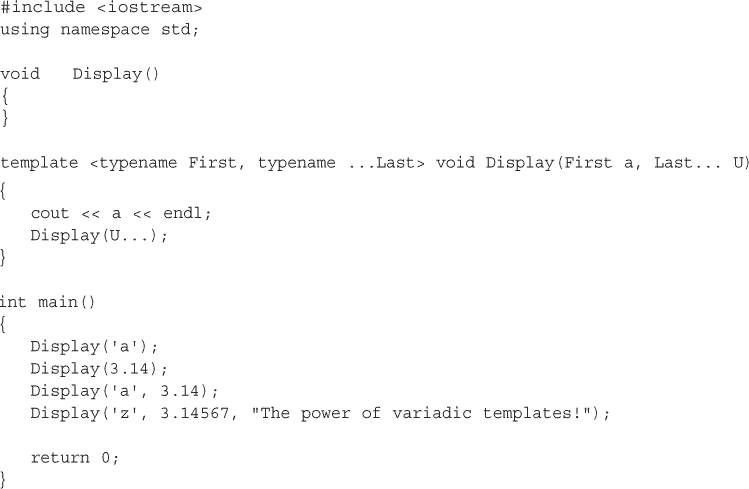 #include <iostream>
using namespace std;
void   Display()
{
}
template <typename First, typename ...Last> void Display(First a, Last... U)
{
   cout << a << endl;
   Display(U...);
}
int main()
{
   Display('a');
   Display(3.14);
   Display('a', 3.14);
   Display('z', 3.14567, "The power of variadic templates!");
   return 0;
}